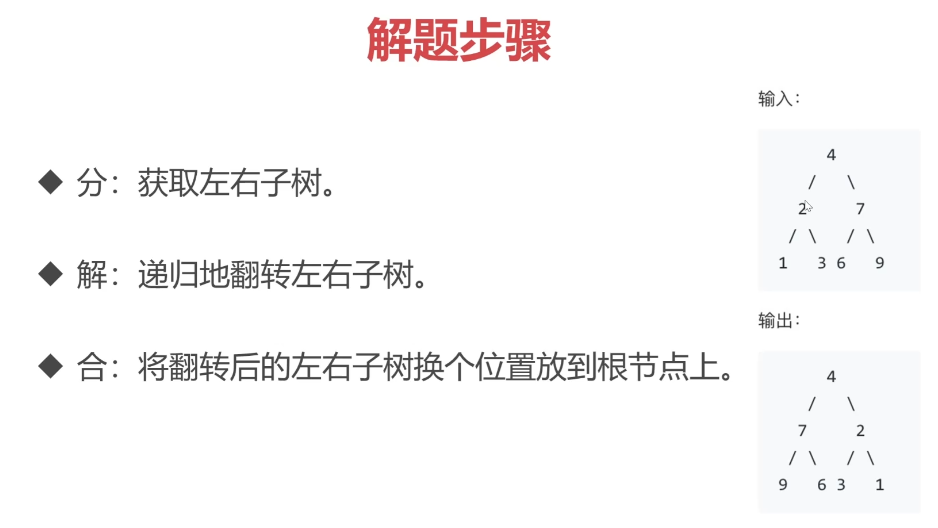 解题步骤
◆ 分：获取左右子树。
◆ 解：递归地翻转左右子树。
◆ 合：将翻转后的左右子树换个位置放到根节点上。
输入：
4
/ \
2 7
/ \ / \
1 3 6 9
输出：
4
/ \
7 2
/ \ / \
9 6 3 1